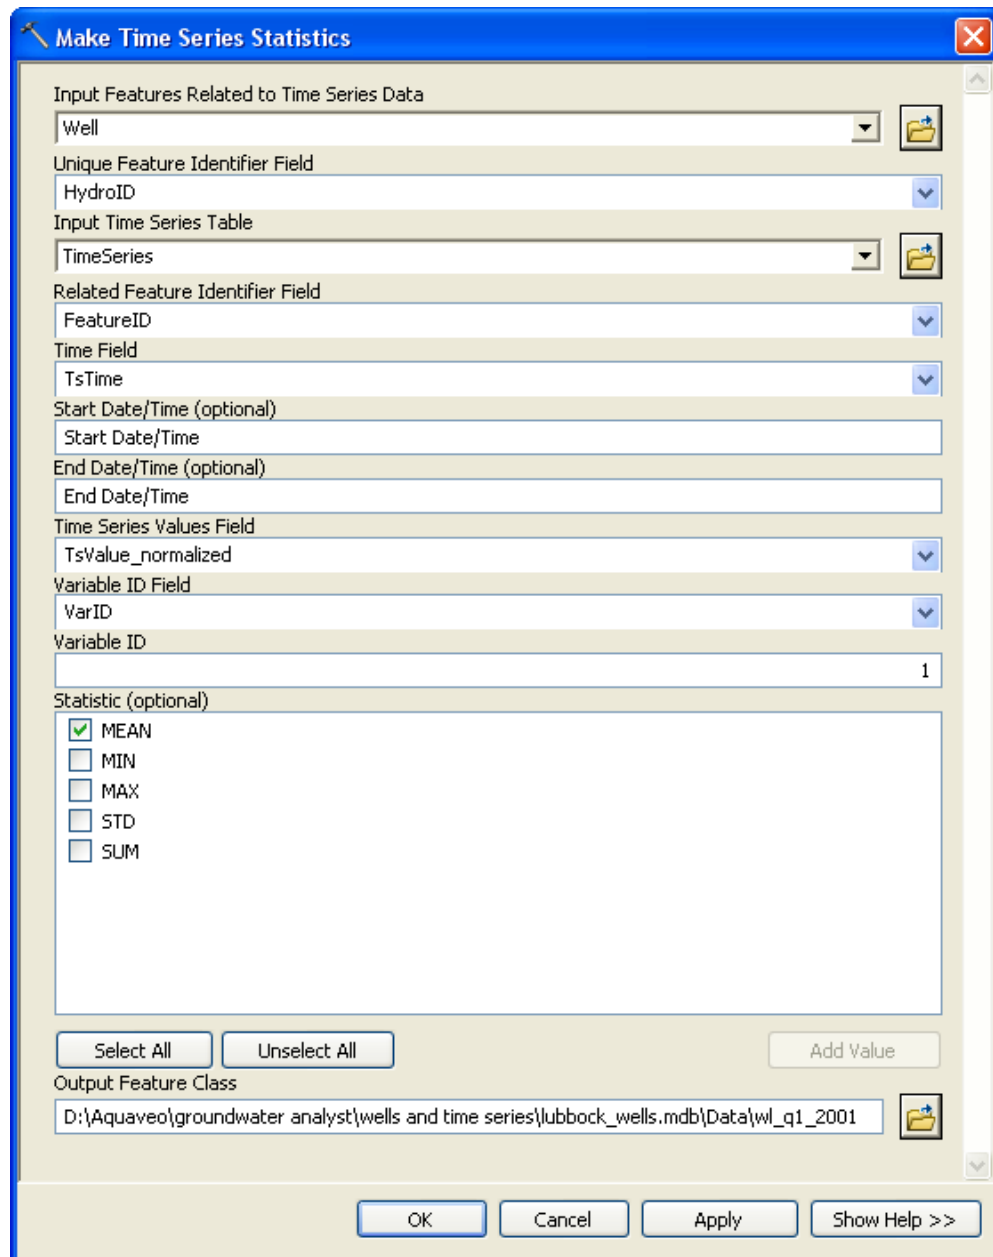 Make Time Series Statistics
Input Features Related to Time Series Data
Well
Unique Feature Identifier Field
HydroID
Input Time Series Table
TimeSeries
Related Feature Identifier Field
FeatureID
Time Field
TsTime
Start Date/Time (optional)
Start Date/Time
End Date/Time (optional)
End Date/Time
Time Series Values Field
TsValue_normalized
Variable ID Field
VarID
Variable ID
1
Statistic (optional)
MEAN
MIN
MAX
STD
SUM
Select All Unselect All Add Value
Output Feature Class
D:\Aquaveo\groundwater analyst\wells and time series\lubbock_wells.mdb\Data\wl_q1_2001
OK Cancel Apply Show Help >>